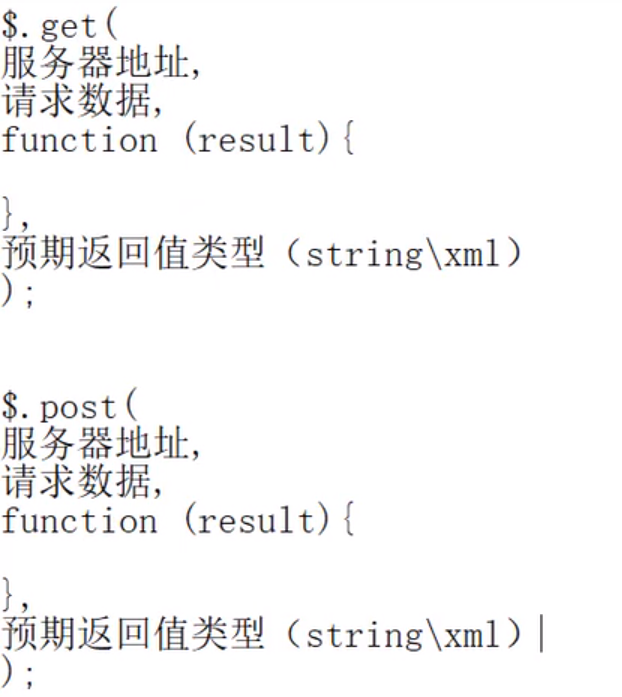 $.get(
服务器地址,
请求数据,
function (result){
},
预期返回值类型（string\xml）
);
$.post(
服务器地址,
请求数据,
function (result){
},
预期返回值类型（string\xml）
);